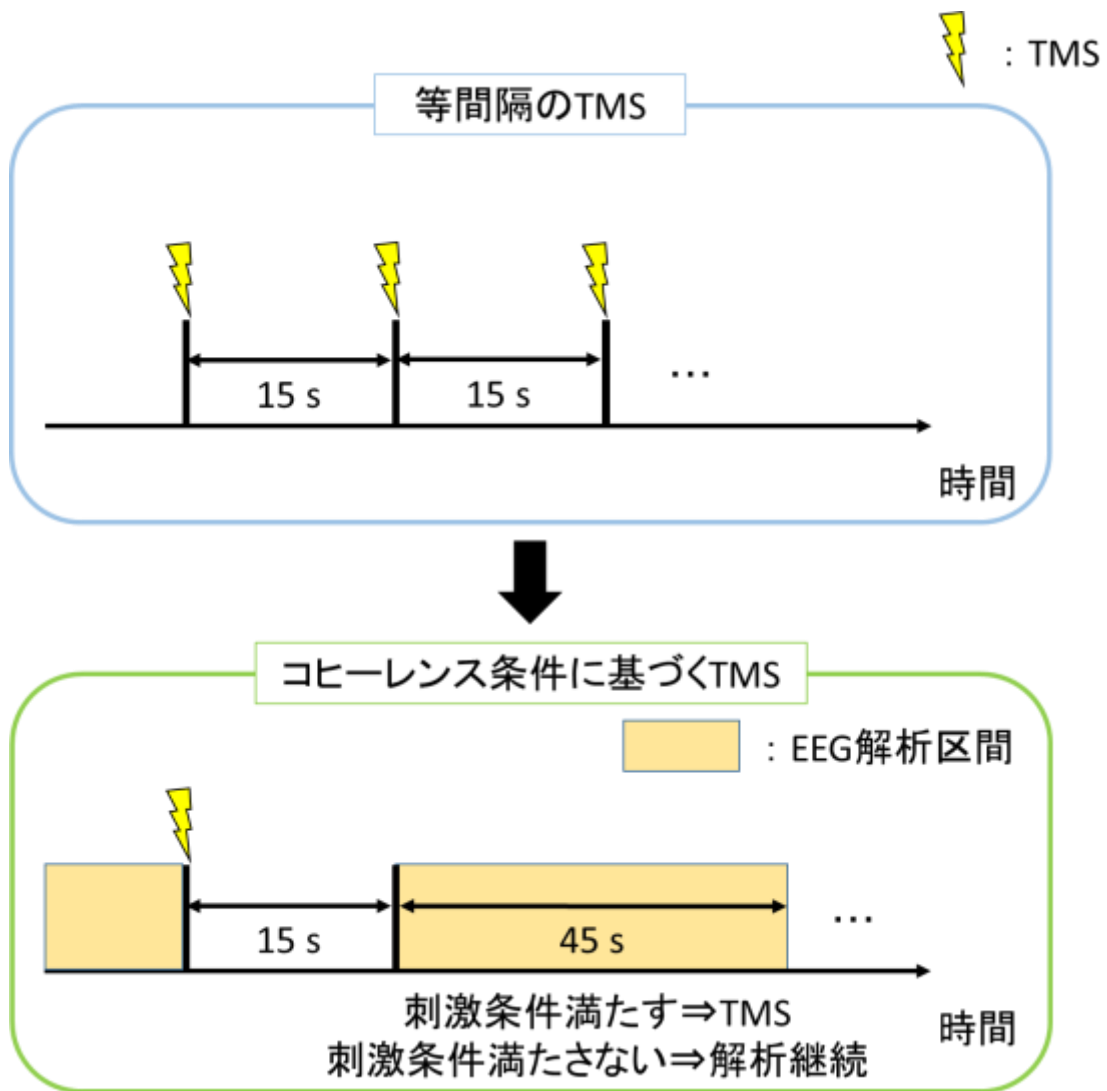 ：TMS
等間隔のTMS
15 s
15 s
…
時間
コヒーレンス条件に基づくTMS
：EEG解析区間
15 s
45 s
…
刺激条件満たす⇒TMS
時間
刺激条件満たさない⇒解析継続